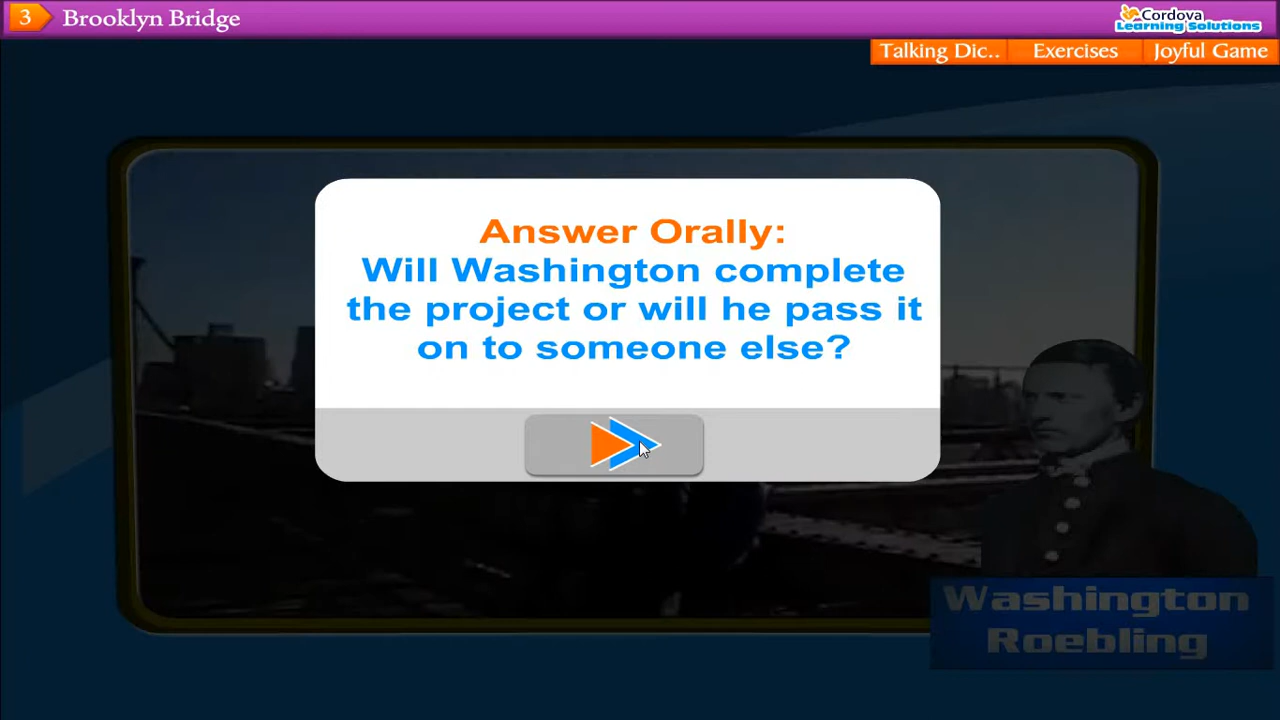 3 Brooklyn Bridge
Cordova
Learning Solutions
Talking Dic.. Exercises Joyful Game
Answer Orally:
Will Washington complete
the project or will he pass it
on to someone else?
Washington
Roebling